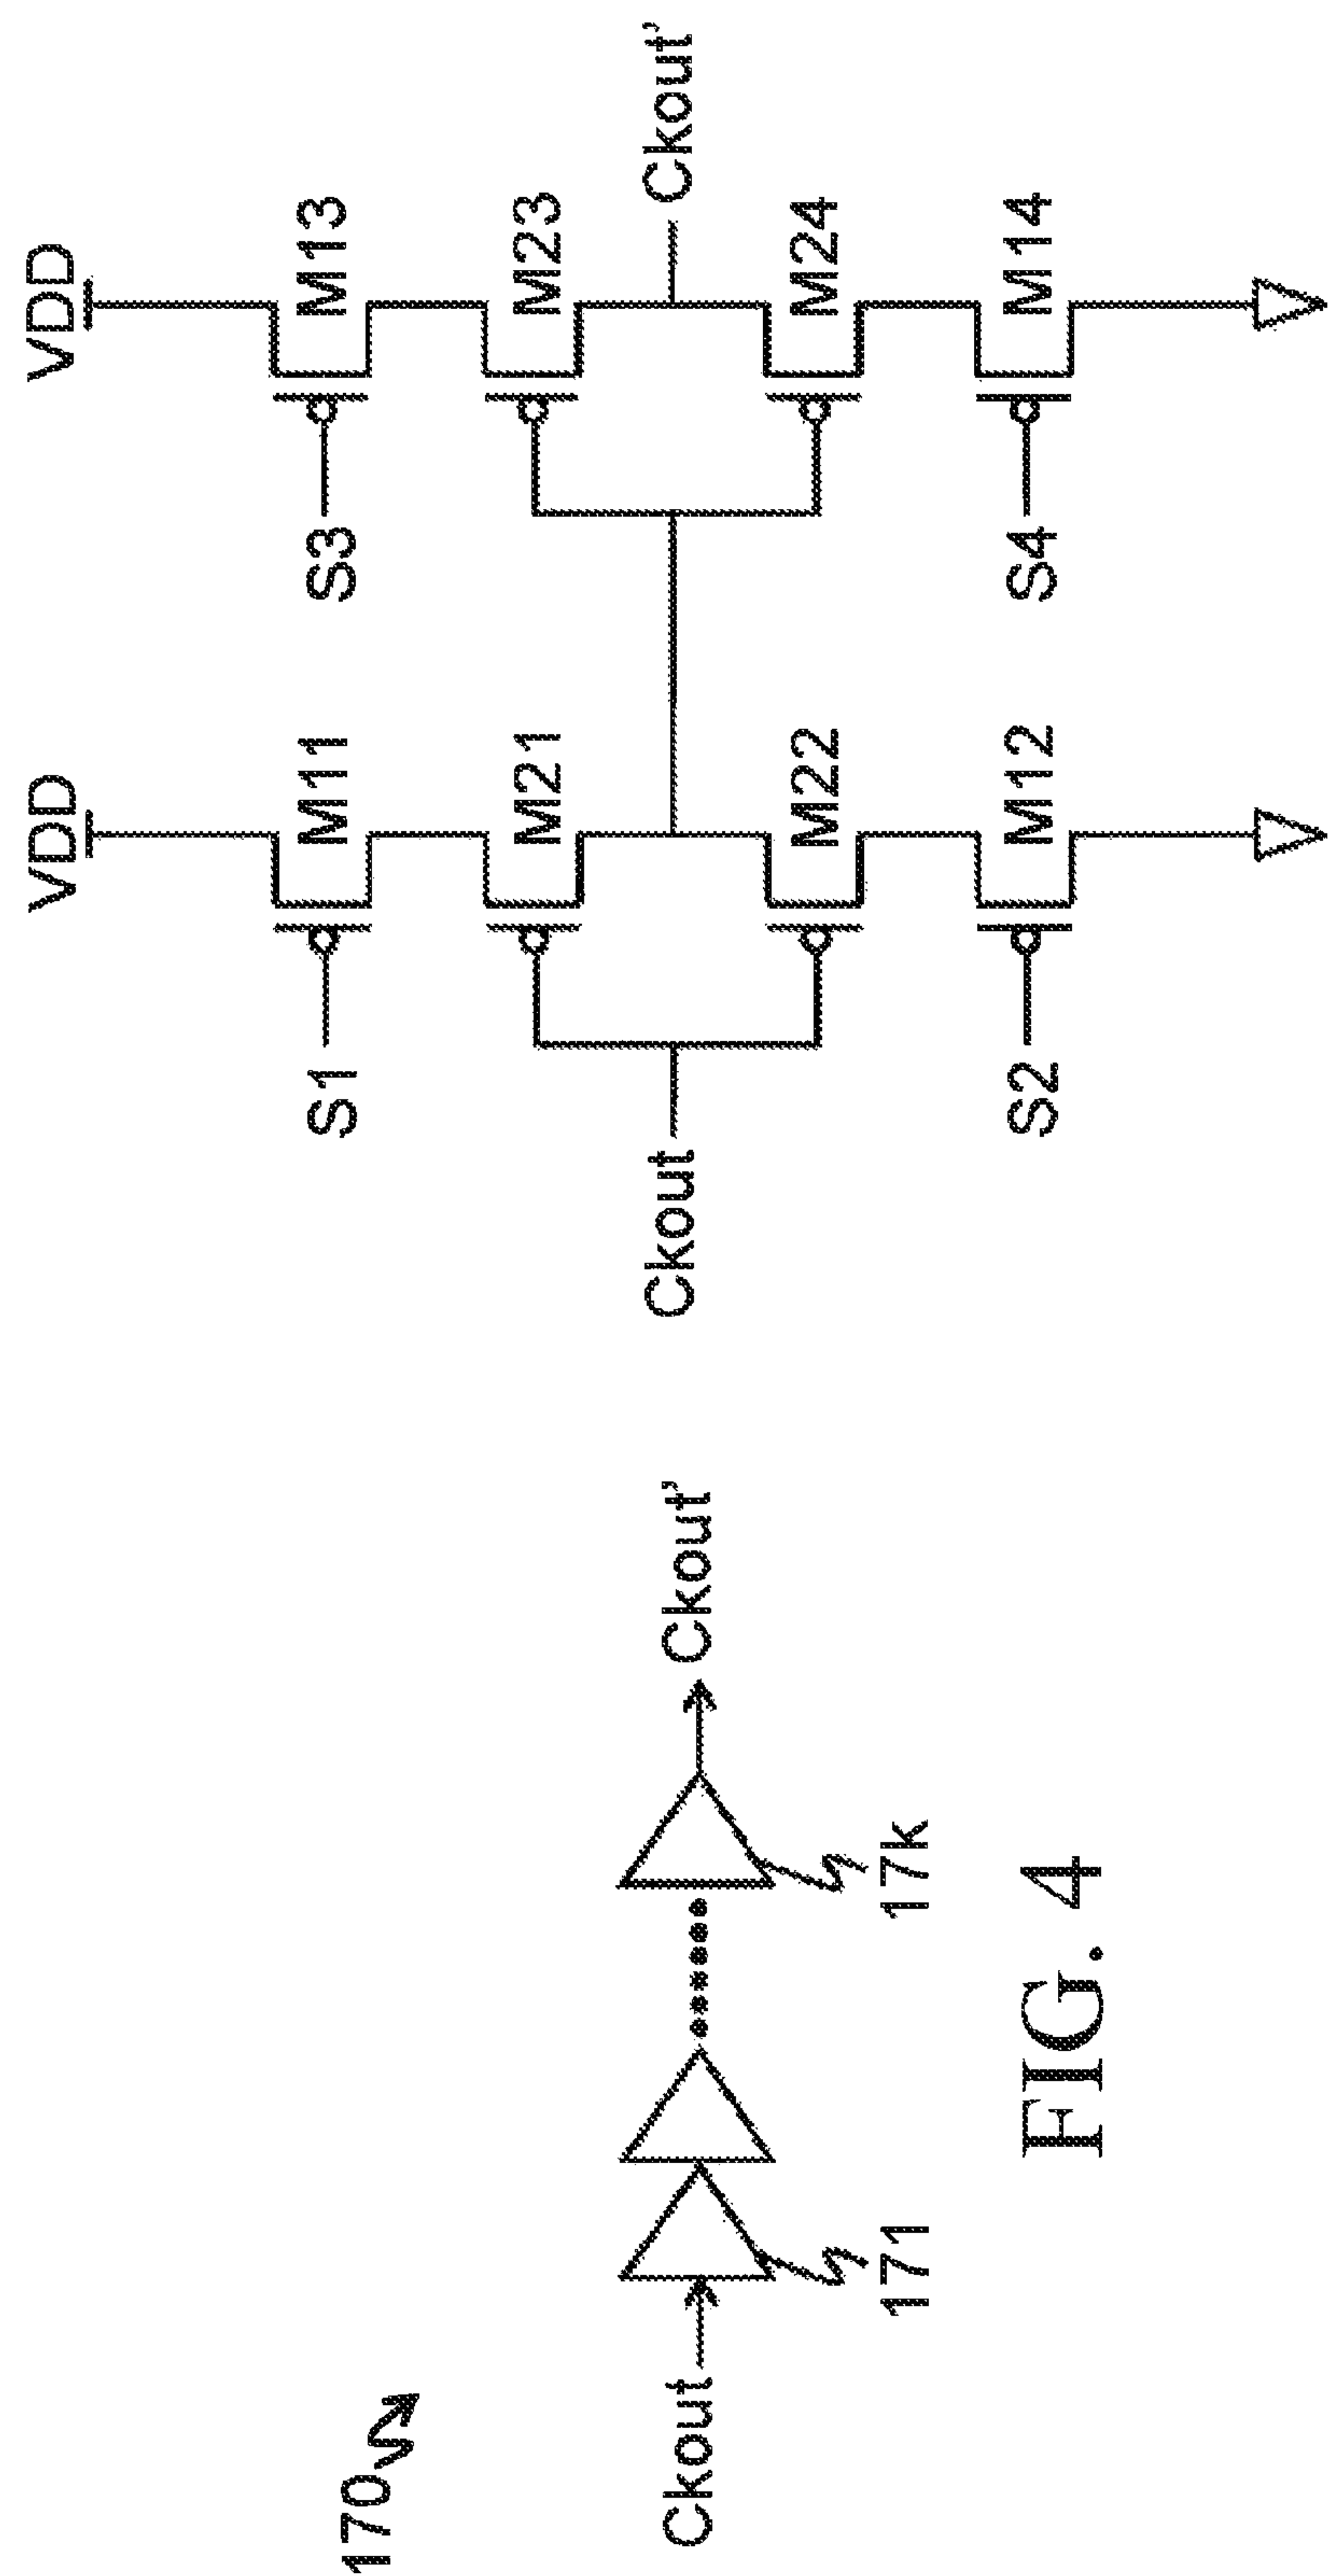 170
Ckout
171
17k
Ckout’
FIG. 4
VDD
VDD
S1
M11
S3
M13
M21
M23
Ckout
Ckout’
M22
M24
S2
M12
S4
M14